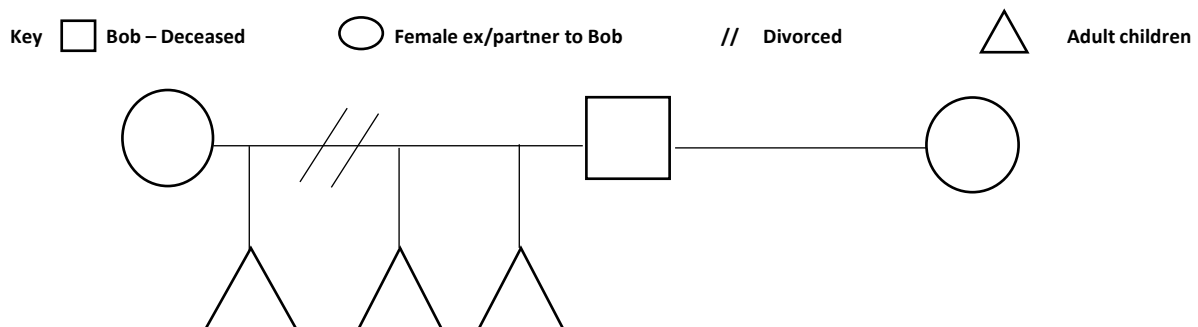 Key Bob – Deceased Female ex/partner to Bob // Divorced Adult children